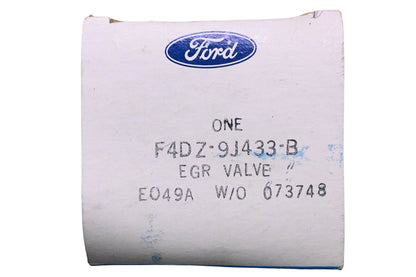 Ford
ONE
F4DZ-9J433-B
EGR VALVE "
E049A W/O 073748